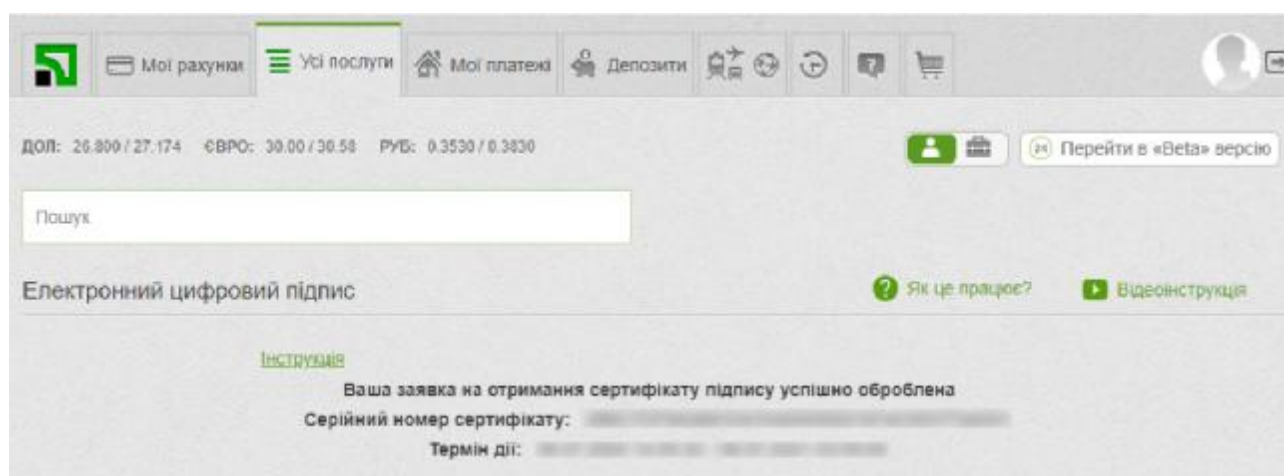 Мої рахунки Усі послуги Мої платежі Депозити
ДОЛ: 26.800 / 27.174 ЄВРО: 30.00 / 30.58 РУБ: 0.3530 / 0.3830 Перейти в «Beta» версію
Пошук
Електронний цифровий підпис Як це працює? Відеоінструкція
Інструкція
Ваша заявка на отримання сертифікату підпису успішно оброблена
Серійний номер сертифікату:
Термін дії: